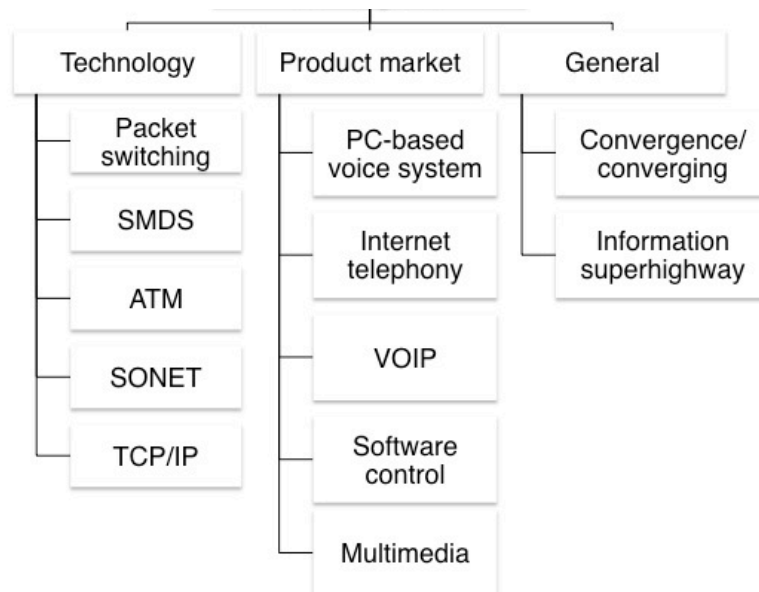 Technology
Packet
switching
SMDS
ATM
SONET
TCP/IP
Product market
PC-based
voice system
Internet
telephony
VOIP
Software
control
Multimedia
General
Convergence/
converging
Information
superhighway